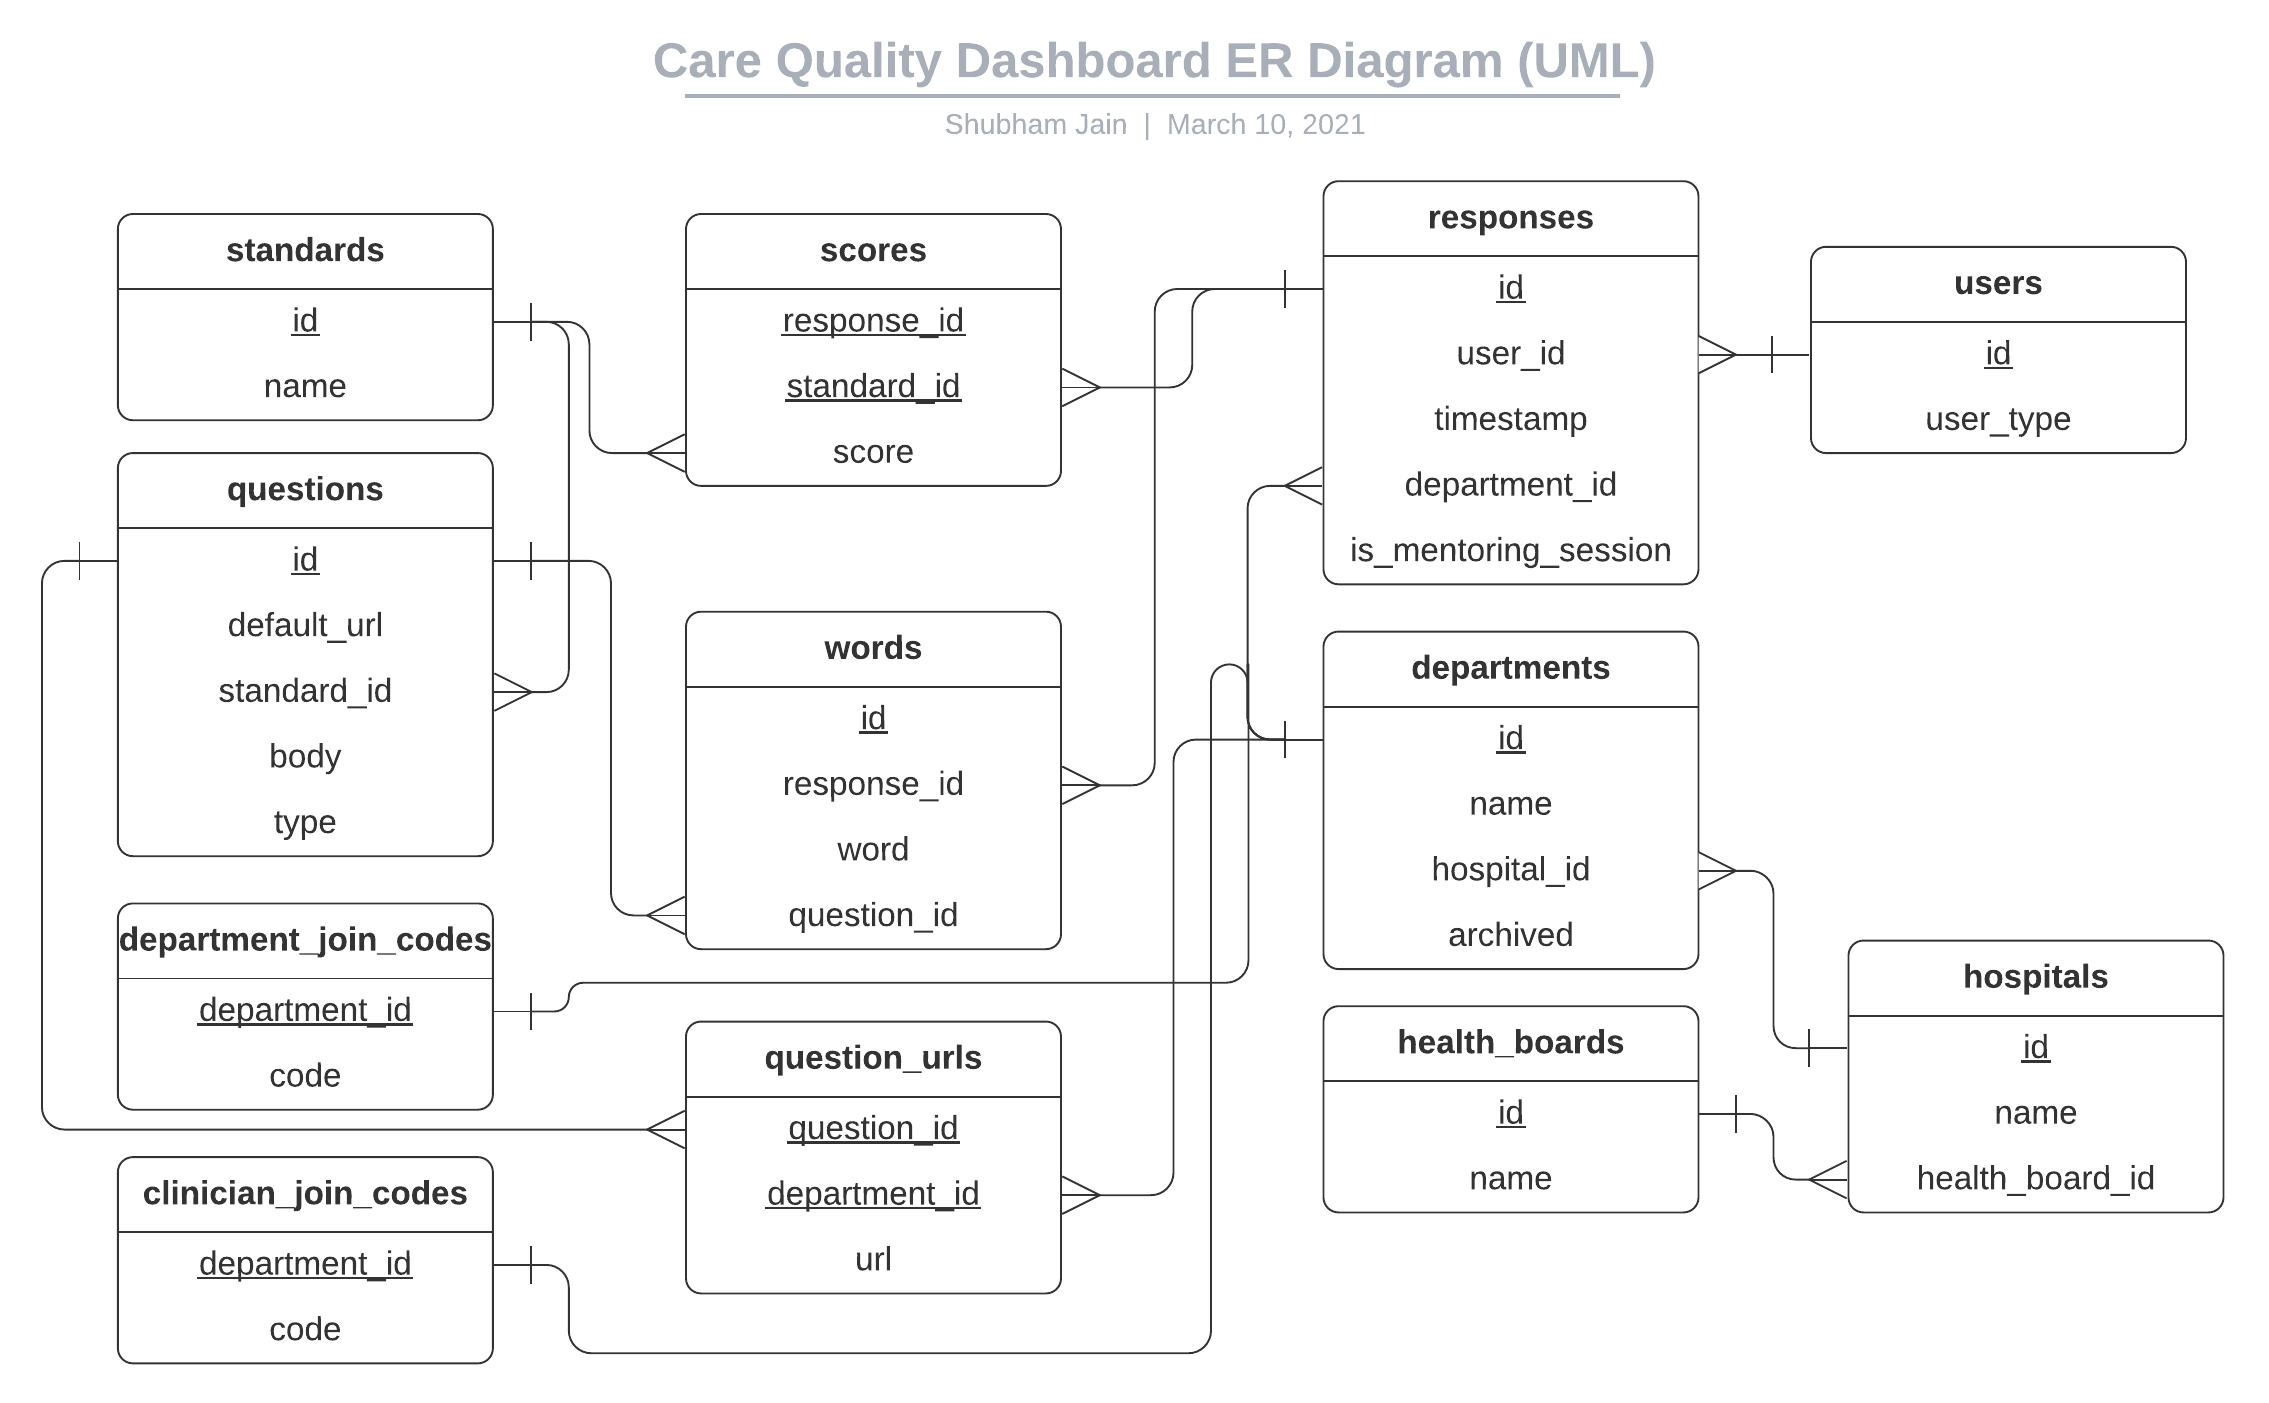 Care Quality Dashboard ER Diagram (UML)
Shubham Jain | March 10, 2021
standards
id
name
questions
id
default_url
standard_id
body
type
department_join_codes
department_id
code
clinician_join_codes
department_id
code
scores
response_id
standard_id
score
words
id
response_id
word
question_id
question_urls
question_id
department_id
url
responses
id
user_id
timestamp
department_id
is_mentoring_session
departments
id
name
hospital_id
archived
health_boards
id
name
users
id
user_type
hospitals
id
name
health_board_id